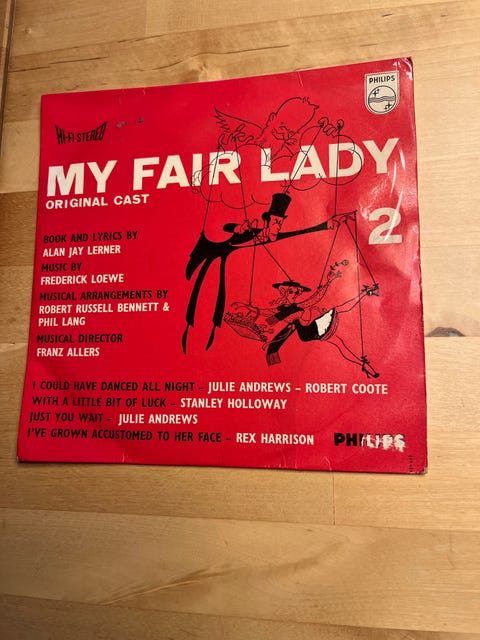 PHILIPS
HI-FI STEREO
MY FAIR LADY
ORIGINAL CAST
2
BOOK AND LYRICS BY
ALAN JAY LERNER
MUSIC BY
FREDERICK LOEWE
MUSICAL ARRANGEMENTS BY
ROBERT RUSSELL BENNETT &
PHIL LANG
MUSICAL DIRECTOR
FRANZ ALLERS
I COULD HAVE DANCED ALL NIGHT – JULIE ANDREWS – ROBERT COOTE
WITH A LITTLE BIT OF LUCK – STANLEY HOLLOWAY
JUST YOU WAIT – JULIE ANDREWS
I'VE GROWN ACCUSTOMED TO HER FACE – REX HARRISON
PHILIPS